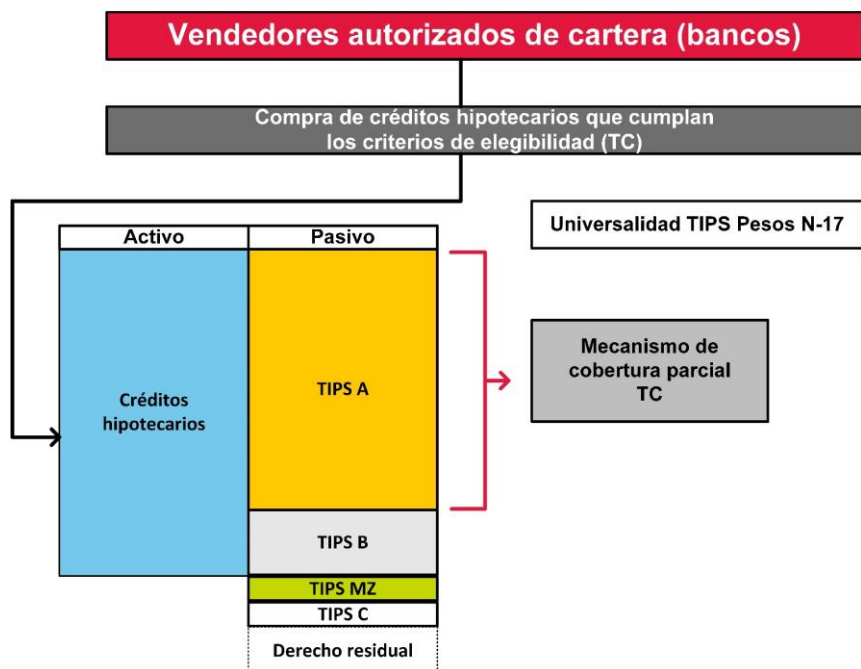 Vendedores autorizados de cartera (bancos)
Compra de créditos hipotecarios que cumplan
los criterios de elegibilidad (TC)
Universalidad TIPS Pesos N-17
Activo
Pasivo
Créditos
hipotecarios
TIPS A
TIPS B
TIPS MZ
TIPS C
Derecho residual
Mecanismo de
cobertura parcial
TC